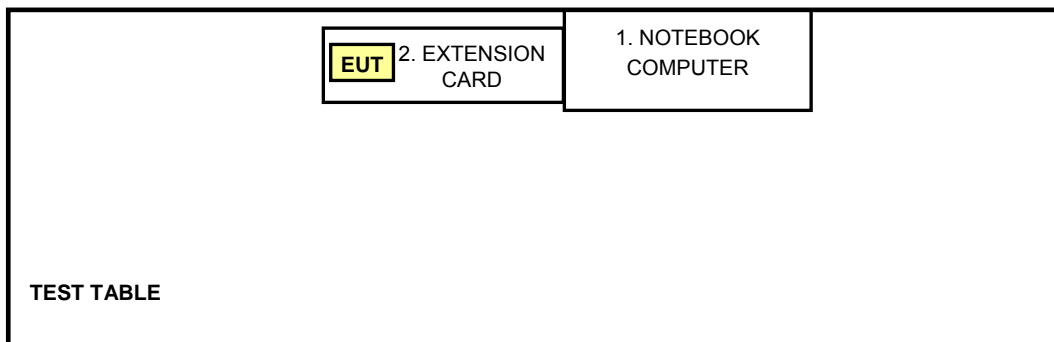 EUT
2. EXTENSION
CARD
1. NOTEBOOK
COMPUTER
TEST TABLE